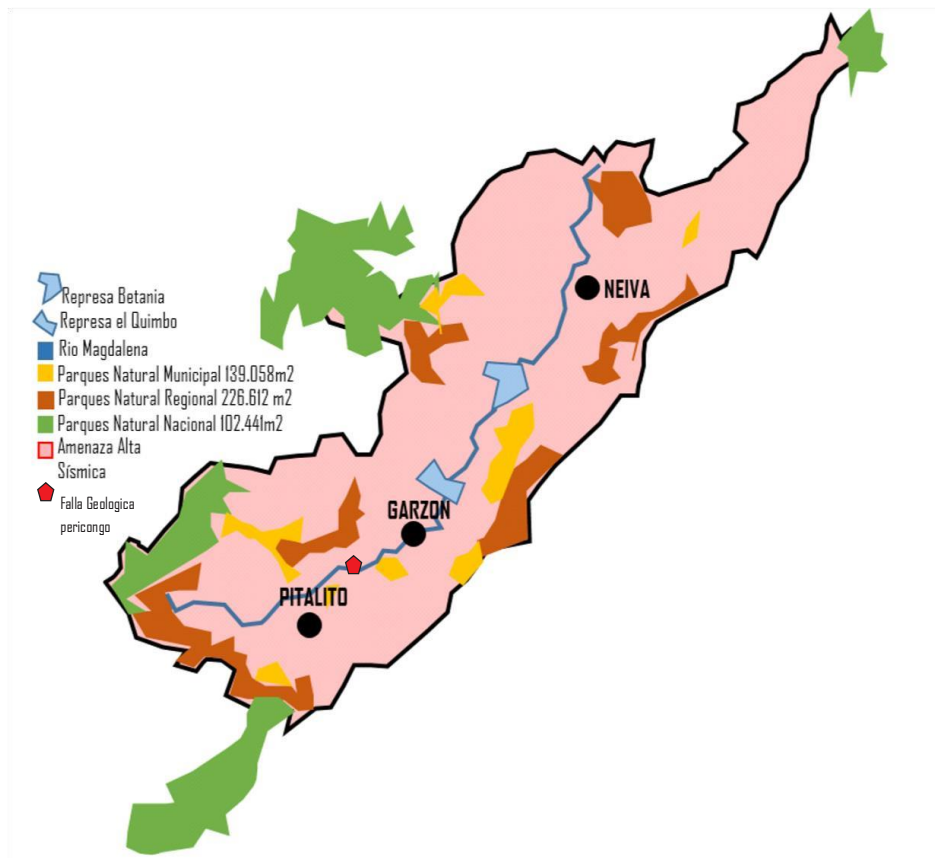 Represa Betania
Represa el Quimbo
Rio Magdalena
Parques Natural Municipal 139.058m2
Parques Natural Regional 226.612 m2
Parques Natural Nacional 102.441m2
Amenaza Alta
Sísmica
Falla Geologica
pericongo
NEIVA
GARZON
PITALITO